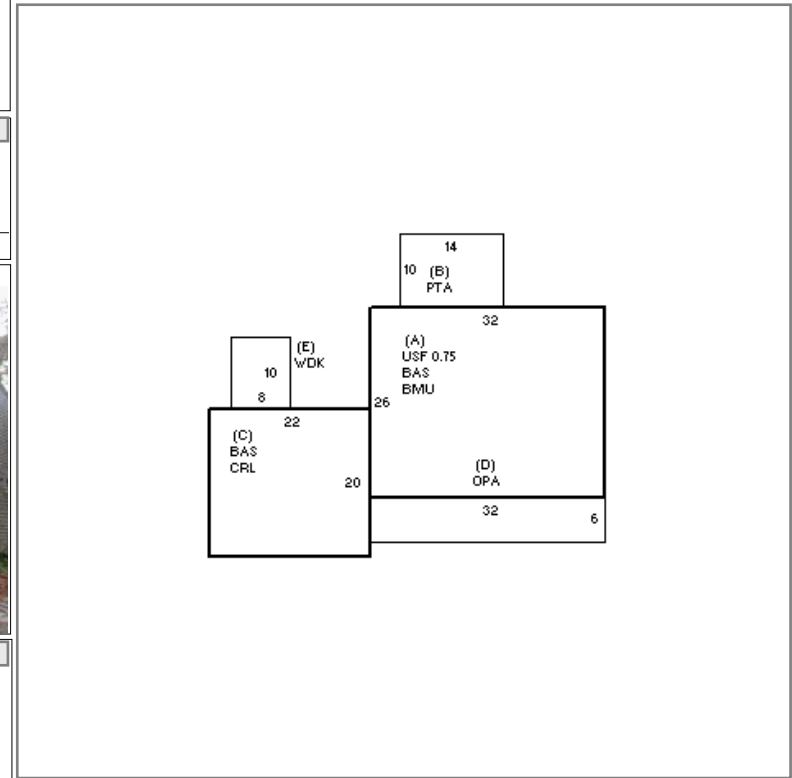 14
10 (B)
PTA
32
(A)
USF 0.75
BAS
BMU
26
(E)
WDK
10
8
22
(C)
BAS
CRL
20
(D)
OPA
32
6